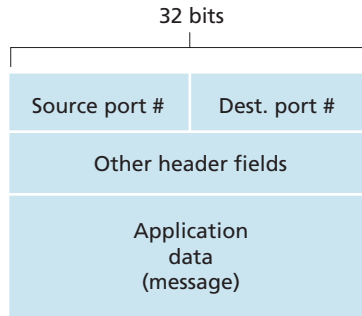 32 bits
Source port #
Dest. port #
Other header fields
Application
data
(message)